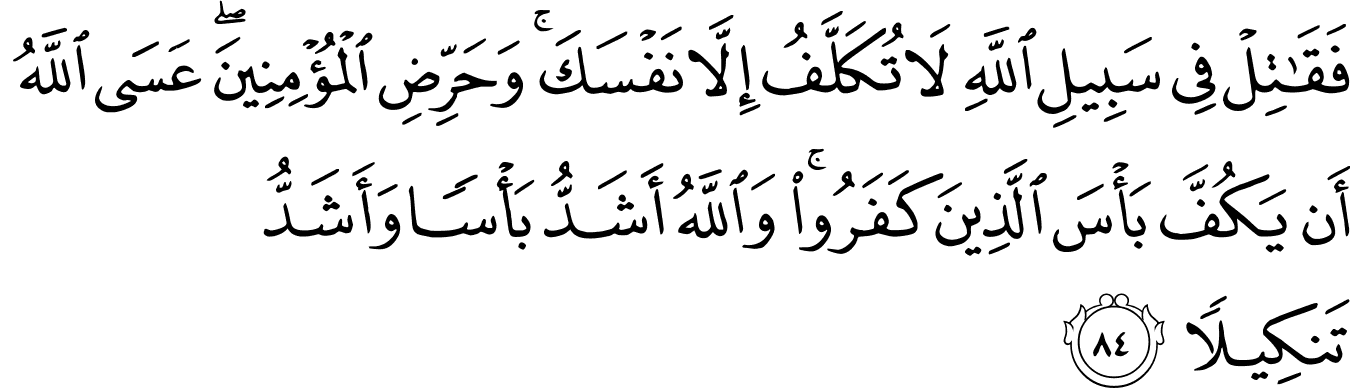 فَقَـٰتِلْ فِى سَبِيلِ ٱللَّهِ لَا تُكَلَّفُ إِلَّا نَفْسَكَ ۚ وَحَرِّضِ ٱلْمُؤْمِنِينَ ۖ عَسَى ٱللَّهُ
أَن يَكُفَّ بَأْسَ ٱلَّذِينَ كَفَرُوا۟ ۚ وَٱللَّهُ أَشَدُّ بَأْسًا وَأَشَدُّ
تَنكِيلًا ٨٤